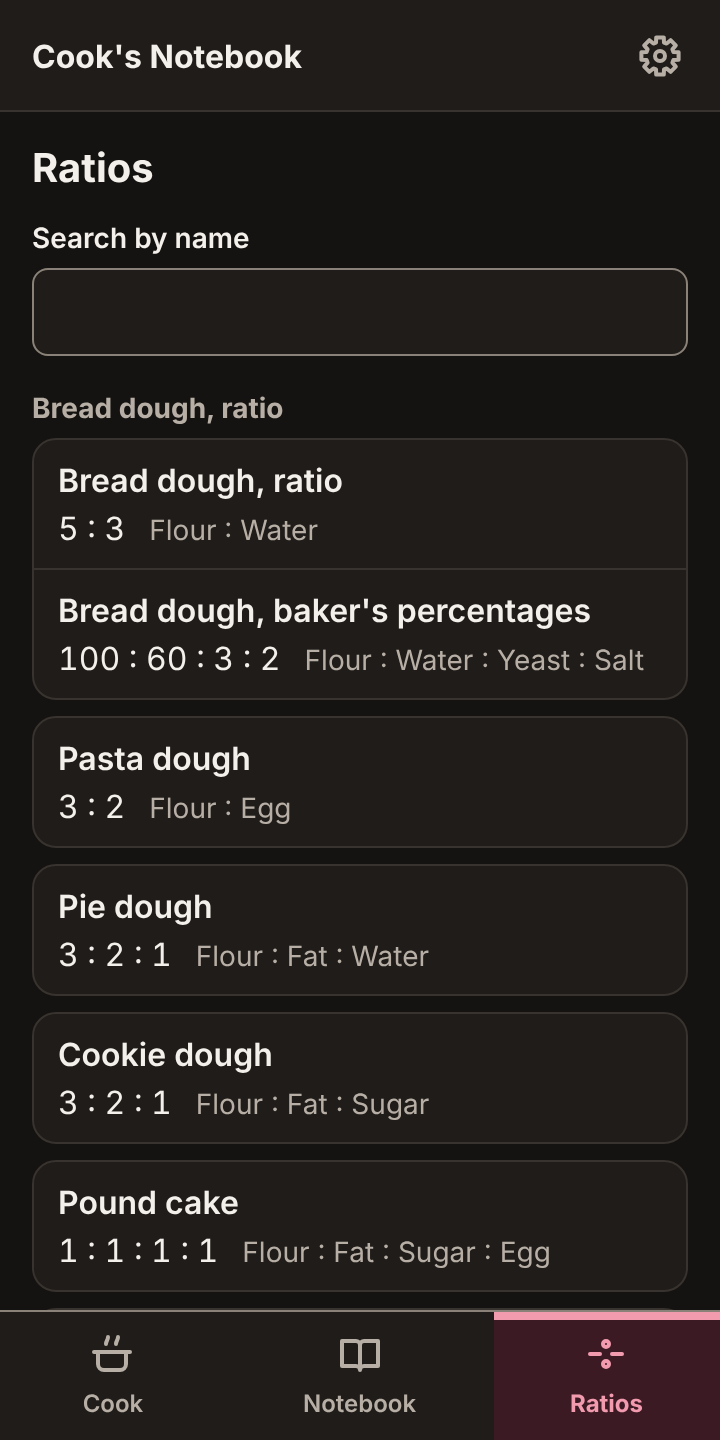 Cook's Notebook
Ratios
Search by name
Bread dough, ratio
Bread dough, ratio
5 : 3 Flour : Water
Bread dough, baker's percentages
100 : 60 : 3 : 2 Flour : Water : Yeast : Salt
Pasta dough
3 : 2 Flour : Egg
Pie dough
3 : 2 : 1 Flour : Fat : Water
Cookie dough
3 : 2 : 1 Flour : Fat : Sugar
Pound cake
1 : 1 : 1 : 1 Flour : Fat : Sugar : Egg
Cook
Notebook
Ratios